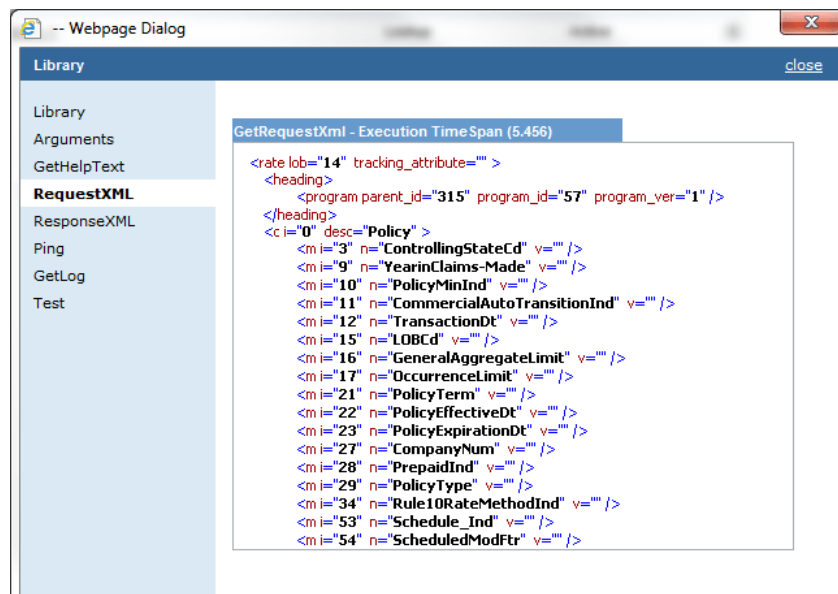 -- Webpage Dialog
X
Library
close
Library
Arguments
GetHelpText
RequestXML
ResponseXML
Ping
GetLog
Test
GetRequestXml - Execution TimeSpan (5.456)
<rate lob="14" tracking_attribute="" >
<heading>
<program parent_id="315" program_id="57" program_ver="1" />
</heading>
<c i="0" desc="Policy" >
<m i="3" n="ControllingStateCd" v="" />
<m i="9" n="YearinClaims-Made" v="" />
<m i="10" n="PolicyMinInd" v="" />
<m i="11" n="CommercialAutoTransitionInd" v="" />
<m i="12" n="TransactionDt" v="" />
<m i="15" n="LOBCd" v="" />
<m i="16" n="GeneralAggregateLimit" v="" />
<m i="17" n="OccurrenceLimit" v="" />
<m i="21" n="PolicyTerm" v="" />
<m i="22" n="PolicyEffectiveDt" v="" />
<m i="23" n="PolicyExpirationDt" v="" />
<m i="27" n="CompanyNum" v="" />
<m i="28" n="PrepaidInd" v="" />
<m i="29" n="PolicyType" v="" />
<m i="34" n="Rule10RateMethodInd" v="" />
<m i="53" n="Schedule_Ind" v="" />
<m i="54" n="ScheduledModFtr" v="" />